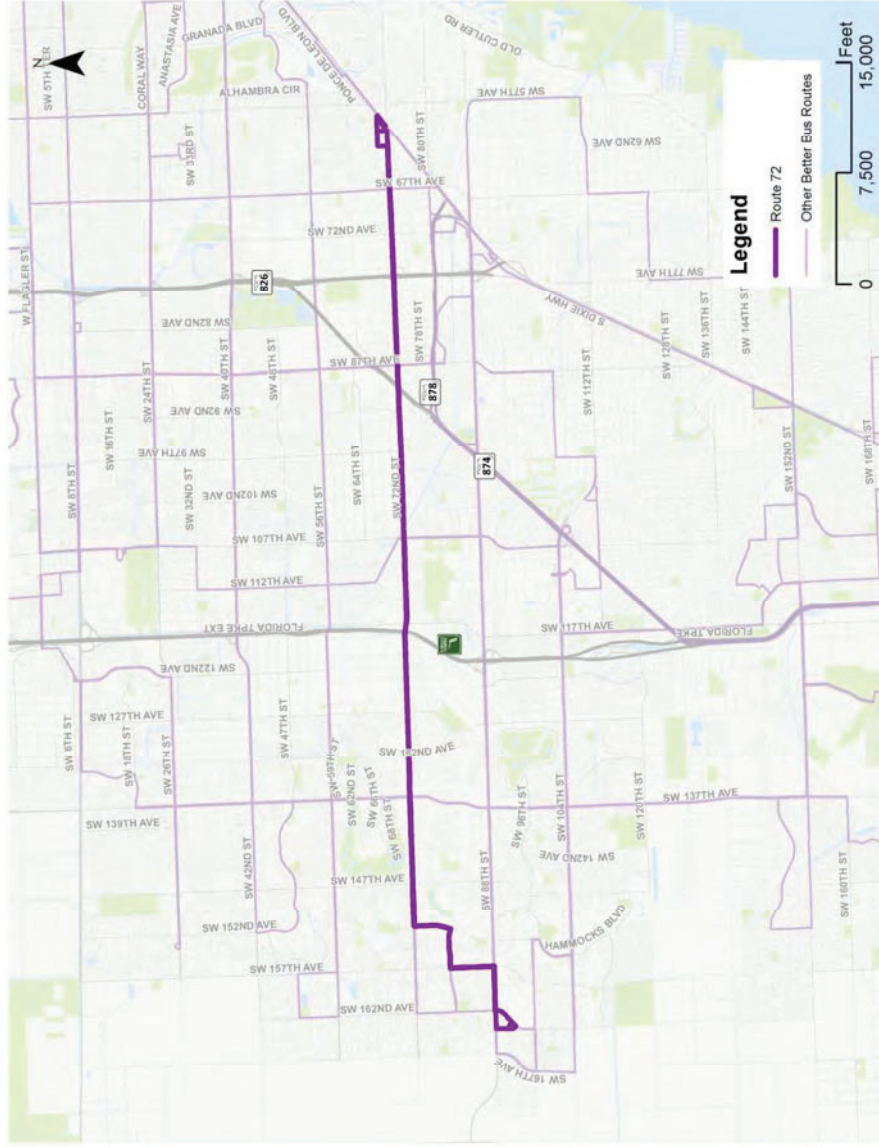 N
SW 5TH TER
W FLAGLER ST
CORAL WAY
ANASTASIA AVE
GRANADA BLVD
ALHAMBRA CIR
PONCE DE LEON BLVD
OLD CUTLER RD
SW 8TH ST
SW 16TH ST
SW 24TH ST
SW 33RD ST
SW 32ND ST
SW 40TH ST
SW 48TH ST
SW 56TH ST
SW 64TH ST
SW 72ND ST
SW 78TH ST
SW 80TH ST
SW 57TH AVE
SW 62ND AVE
SW 67TH AVE
SW 72ND AVE
SW 77TH AVE
SW 82ND AVE
SW 87TH AVE
SW 92ND AVE
SW 97TH AVE
SW 102ND AVE
SW 107TH AVE
SW 112TH AVE
SW 117TH AVE
SW 122ND AVE
SW 127TH AVE
826
878
874
S DIXIE HWY
FLORIDA TPKE EXT
FLORIDA TPKE
SW 112TH ST
SW 128TH ST
SW 136TH ST
SW 144TH ST
SW 152ND ST
SW 168TH ST
SW 6TH ST
SW 18TH ST
SW 26TH ST
SW 42ND ST
SW 47TH ST
SW 59TH ST
SW 62ND ST
SW 66TH ST
SW 68TH ST
SW 88TH ST
SW 96TH ST
SW 104TH ST
SW 120TH ST
SW 160TH ST
SW 132ND AVE
SW 137TH AVE
SW 139TH AVE
SW 142ND AVE
SW 147TH AVE
SW 152ND AVE
SW 157TH AVE
SW 162ND AVE
SW 167TH AVE
HAMMOCKS BLVD
Legend
Route 72
Other Better Bus Routes
0 7,500 15,000
Feet